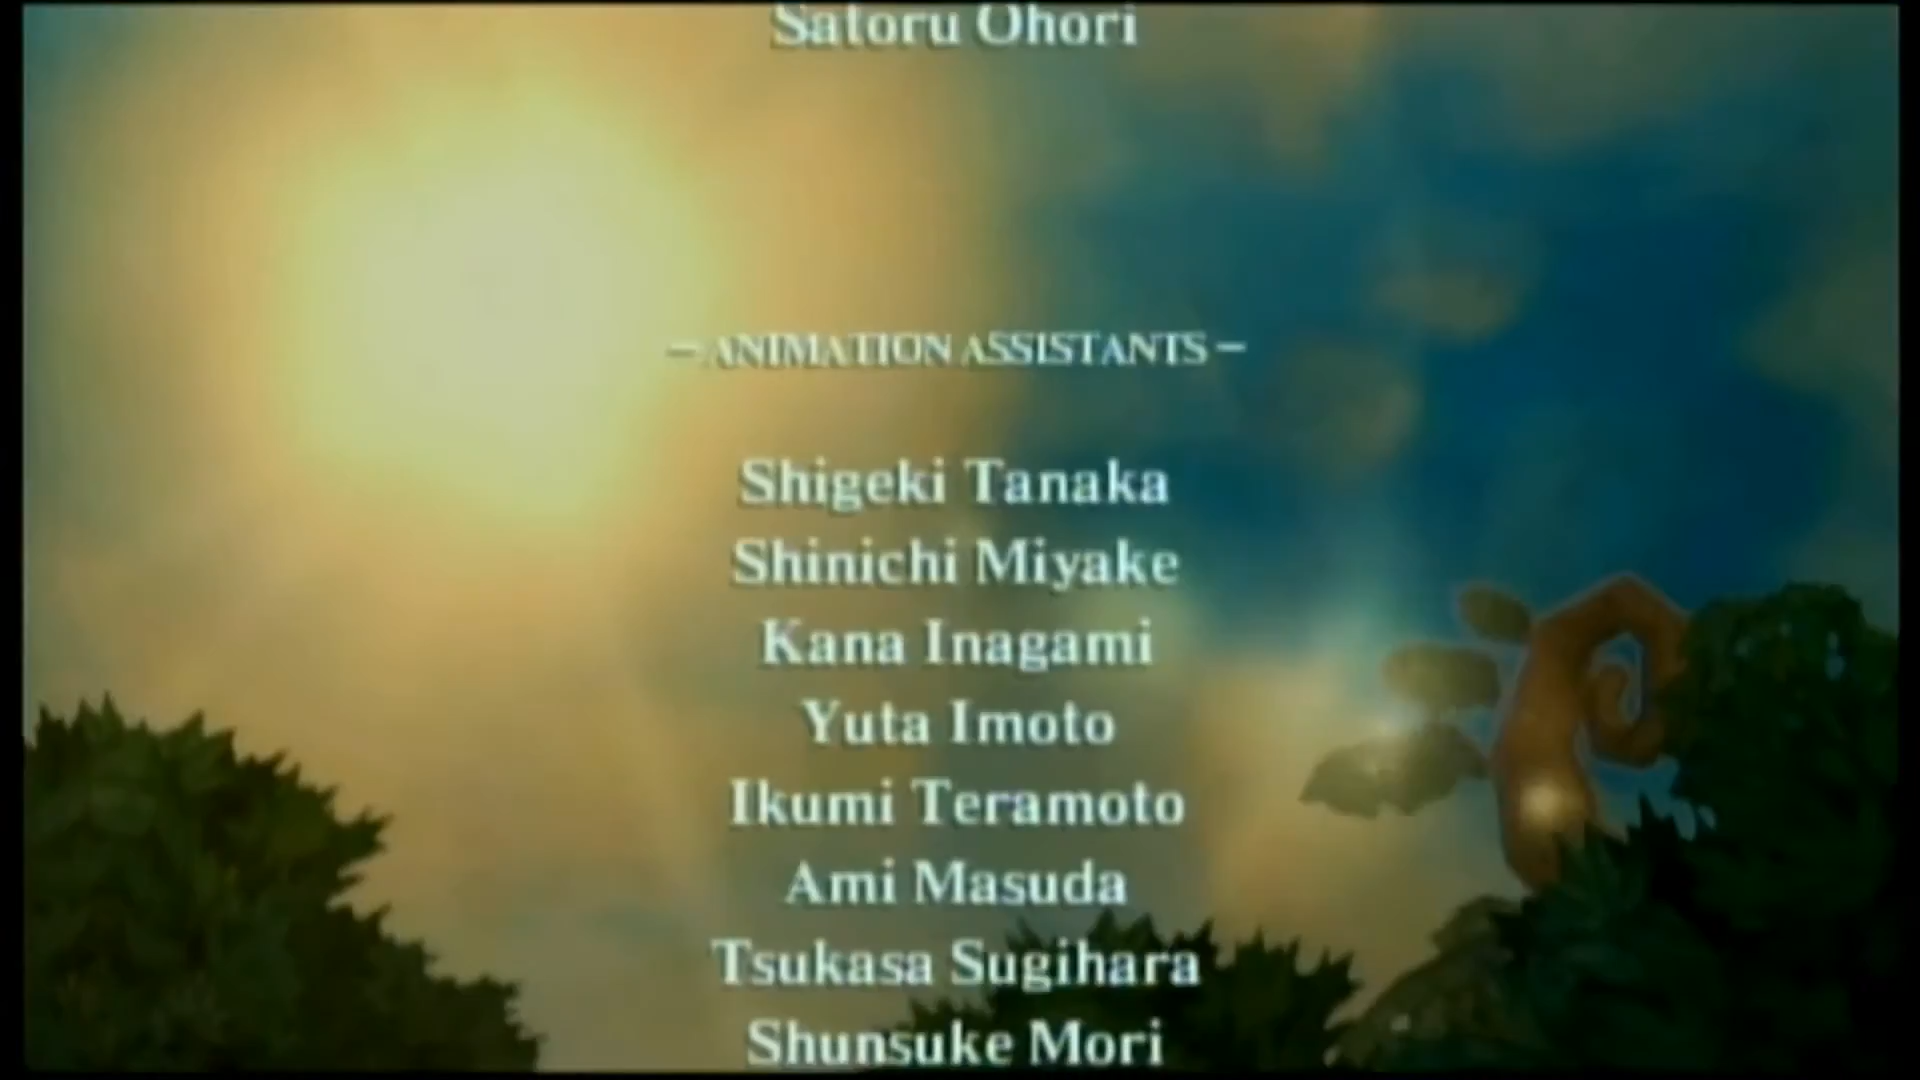 Satoru Ohori
– ANIMATION ASSISTANTS –
Shigeki Tanaka
Shinichi Miyake
Kana Inagami
Yuta Imoto
Ikumi Teramoto
Ami Masuda
Tsukasa Sugihara
Shunsuke Mori